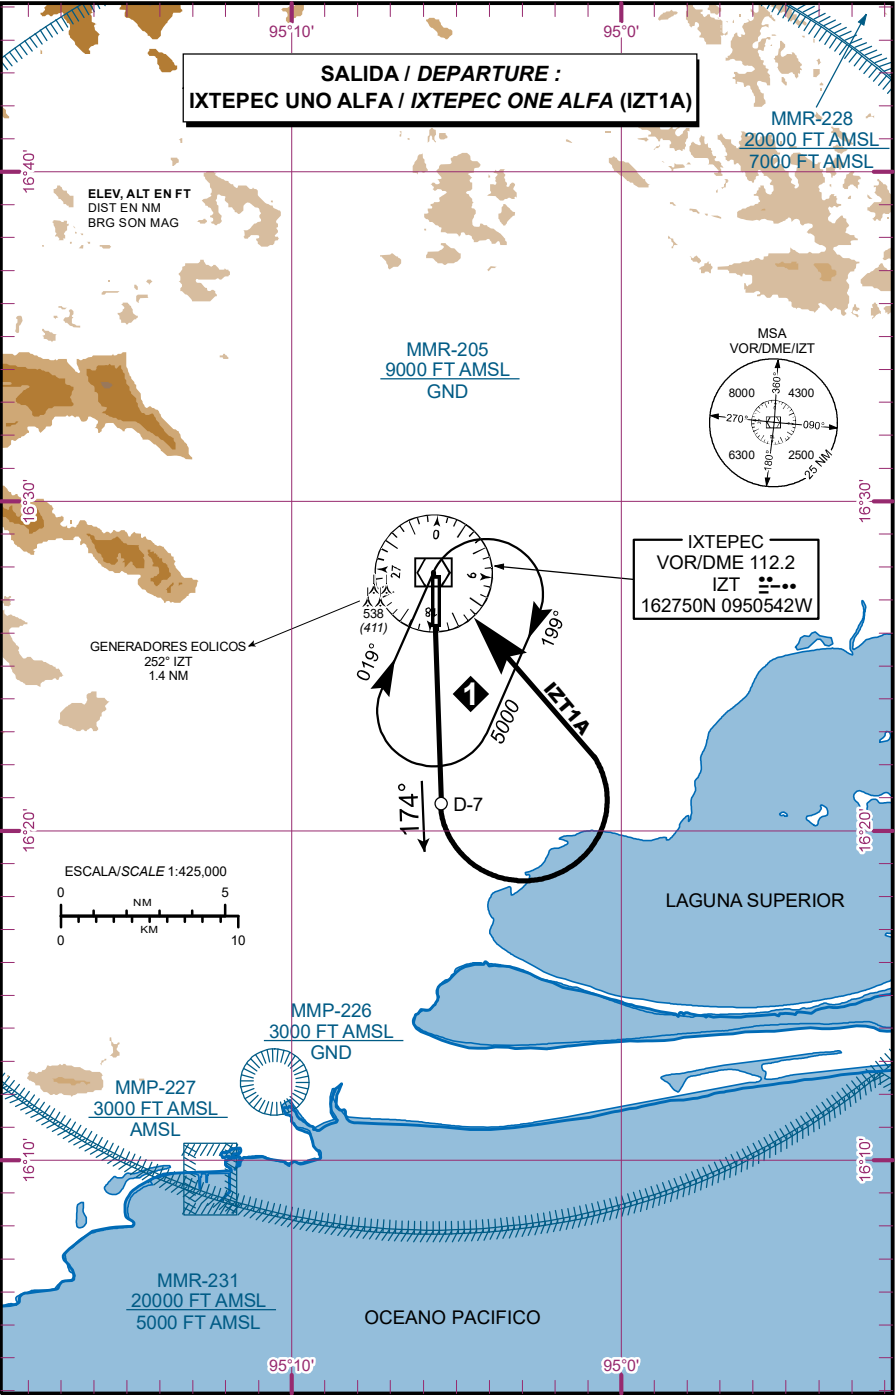 95°10'
95°0'
SALIDA / DEPARTURE :
IXTEPEC UNO ALFA / IXTEPEC ONE ALFA (IZT1A)
MMR-228
20000 FT AMSL
7000 FT AMSL
16°40'
16°40'
ELEV, ALT EN FT
DIST EN NM
BRG SON MAG
MMR-205
9000 FT AMSL
GND
MSA
VOR/DME/IZT
360°
8000
4300
270°
090°
6300
2500
180°
25 NM
16°30'
16°30'
0
27
9
18
IXTEPEC
VOR/DME 112.2
IZT
162750N 0950542W
538
(411)
GENERADORES EOLICOS
252° IZT
1.4 NM
019°
199°
1
5000
IZT1A
174°
D-7
16°20'
16°20'
ESCALA/SCALE 1:425,000
0
5
NM
KM
0
10
LAGUNA SUPERIOR
MMP-226
3000 FT AMSL
GND
MMP-227
3000 FT AMSL
AMSL
16°10'
16°10'
MMR-231
20000 FT AMSL
5000 FT AMSL
OCEANO PACIFICO
95°10'
95°0'